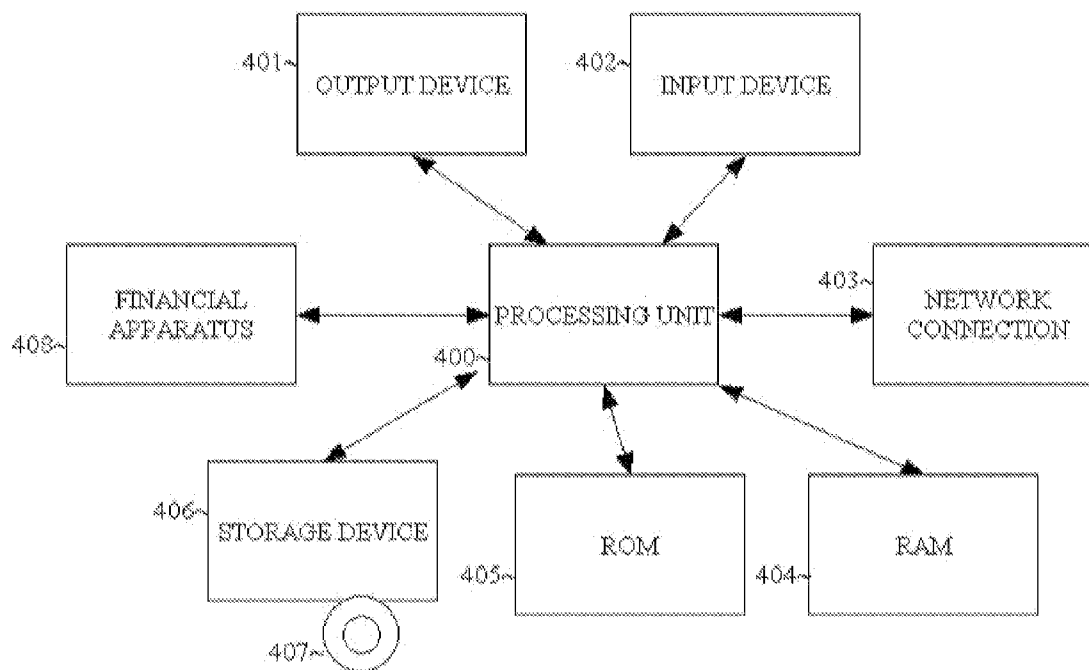 401~
OUTPUT DEVICE
402~
INPUT DEVICE
FINANCIAL
APPARATUS
408~
PROCESSING UNIT
400~
403~
NETWORK
CONNECTION
406~
STORAGE DEVICE
407~
405~
ROM
404~
RAM